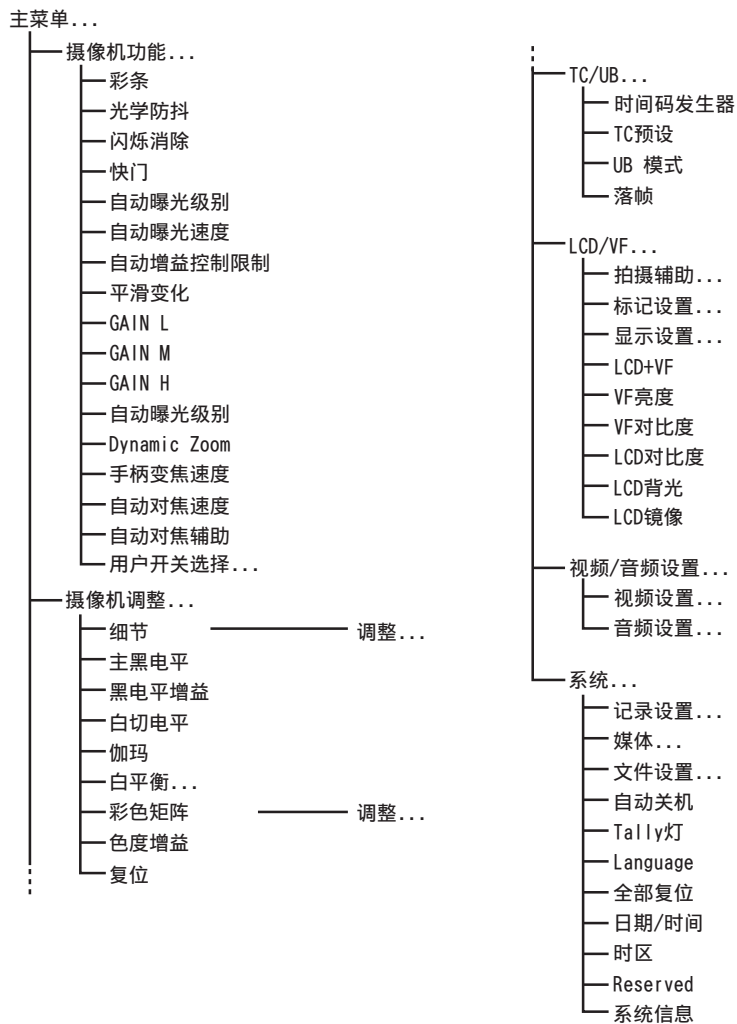 主菜单...
摄像机功能...
彩条
光学防抖
闪烁消除
快门
自动曝光级别
自动曝光速度
自动增益控制限制
平滑变化
GAIN L
GAIN M
GAIN H
自动曝光级别
Dynamic Zoom
手柄变焦速度
自动对焦速度
自动对焦辅助
用户开关选择...
摄像机调整...
细节 调整...
主黑电平
黑电平增益
白切电平
伽玛
白平衡...
彩色矩阵 调整...
色度增益
复位
TC/UB...
时间码发生器
TC预设
UB 模式
落帧
LCD/VF...
拍摄辅助...
标记设置...
显示设置...
LCD+VF
VF亮度
VF对比度
LCD对比度
LCD背光
LCD镜像
视频/音频设置...
视频设置...
音频设置...
系统...
记录设置...
媒体...
文件设置...
自动关机
Tally灯
Language
全部复位
日期/时间
时区
Reserved
系统信息